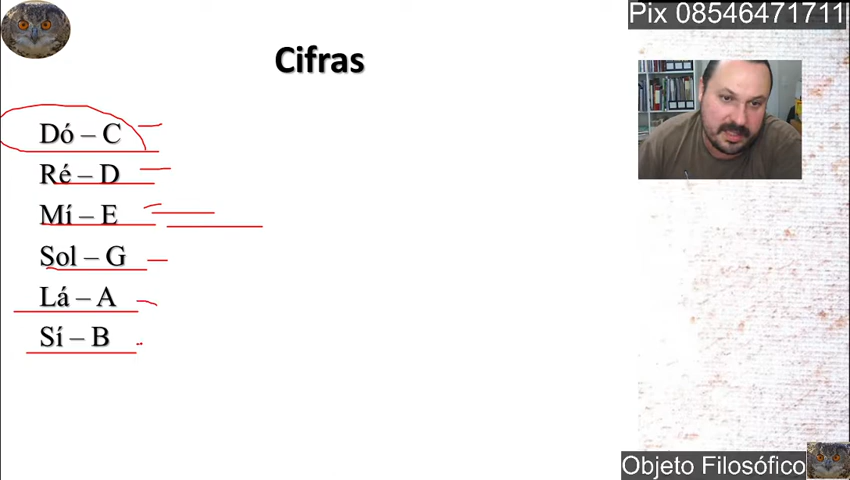 Pix 08546471711
Cifras
Dó – C
Ré – D
Mí – E
Sol – G
Lá – A
Sí – B
Objeto Filosófico